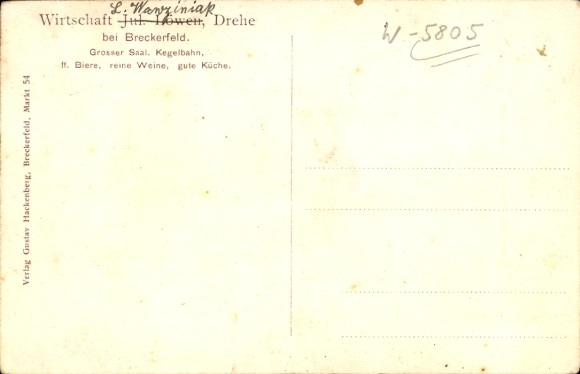 L. Wawziniak
Wirtschaft Jul. Löwen, Drehe
bei Breckerfeld.
Grosser Saal. Kegelbahn,
ff. Biere, reine Weine, gute Küche.
W-5805
Verlag Gustav Hackenberg, Breckerfeld, Markt 54